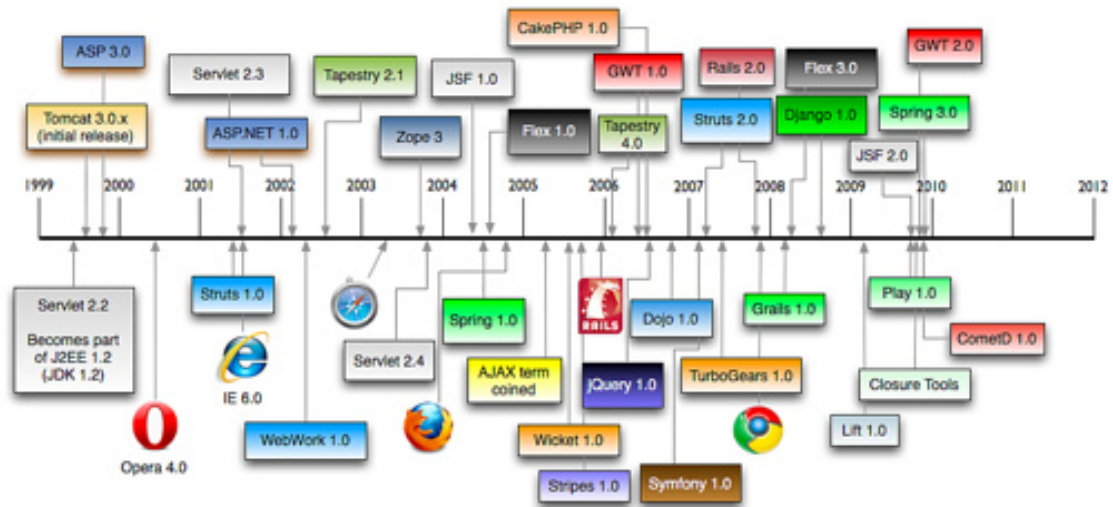 CakePHP 1.0
ASP 3.0
GWT 1.0
Rails 2.0
Flex 3.0
GWT 2.0
Servlet 2.3
Tapestry 2.1
JSF 1.0
Tomcat 3.0.x
(initial release)
ASP.NET 1.0
Zope 3
Flex 1.0
Tapestry
4.0
Struts 2.0
Django 1.0
Spring 3.0
JSF 2.0
1999
2000
2001
2002
2003
2004
2005
2006
2007
2008
2009
2010
2011
2012
Servlet 2.2
Becomes part
of J2EE 1.2
(JDK 1.2)
Struts 1.0
IE 6.0
Opera 4.0
WebWork 1.0
Servlet 2.4
Spring 1.0
AJAX term
coined
RAILS
Wicket 1.0
Stripes 1.0
jQuery 1.0
Dojo 1.0
Symfony 1.0
TurboGears 1.0
Grails 1.0
Play 1.0
CometD 1.0
Closure Tools
Lift 1.0